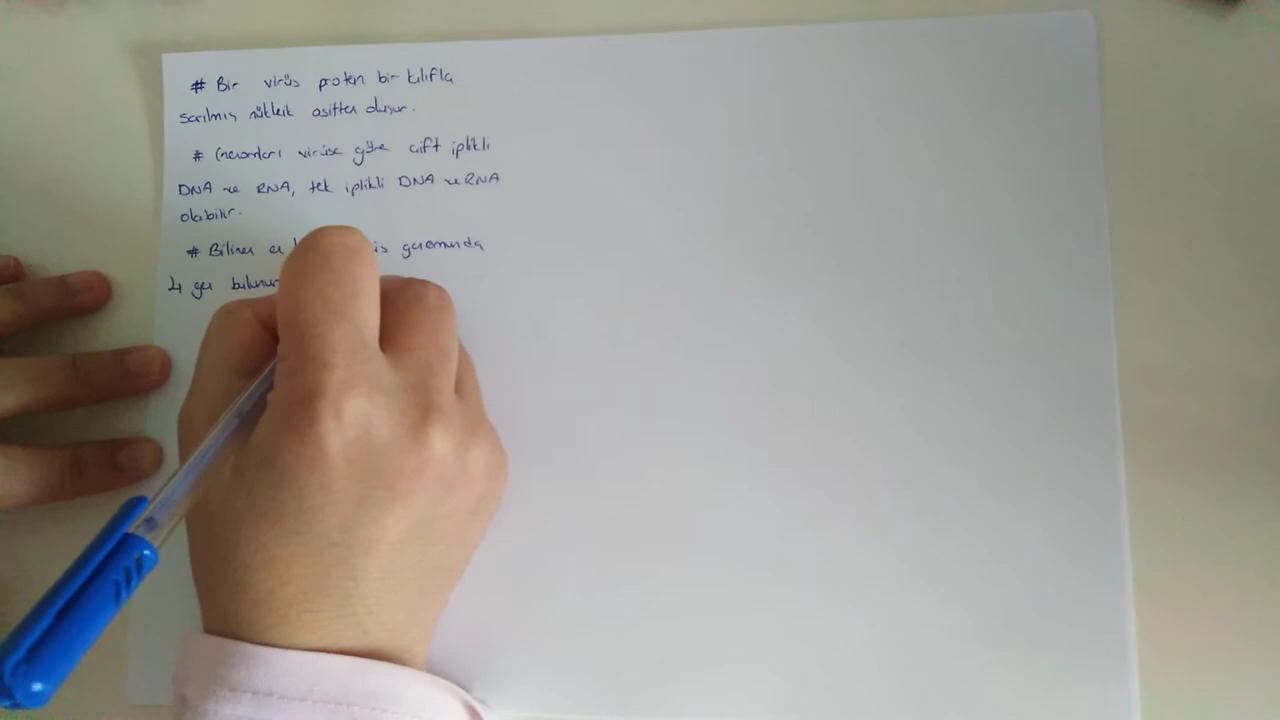 # Bir virüs protein bir kılıfla
sarılmış nükleik asitten oluşur.
# Genomları virüse göre çift iplikli
DNA ve RNA, tek iplikli DNA ve RNA
olabilir.
# Bilinen en genomunda
4 gen bulunur